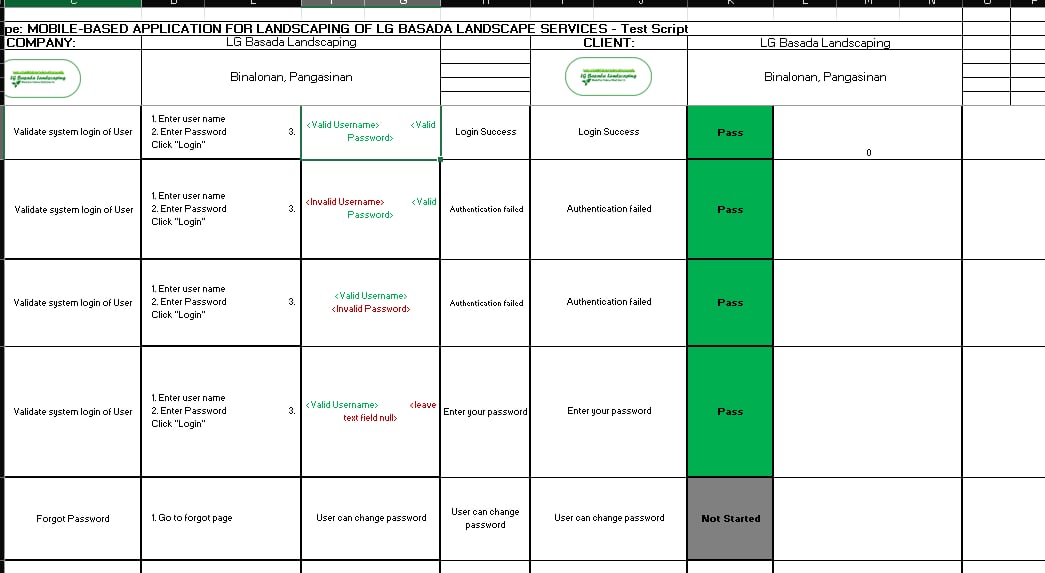 pe: MOBILE-BASED APPLICATION FOR LANDSCAPING OF LG BASADA LANDSCAPE SERVICES - Test Script
COMPANY: LG Basada Landscaping CLIENT: LG Basada Landscaping
LG Basada Landscaping Binalonan, Pangasinan LG Basada Landscaping Binalonan, Pangasinan
Validate system login of User
1. Enter user name
2. Enter Password 3.
Click "Login"
<Valid Username> <Valid
Password>
Login Success
Login Success
Pass
0
Validate system login of User
1. Enter user name
2. Enter Password 3.
Click "Login"
<Invalid Username> <Valid
Password>
Authentication failed
Authentication failed
Pass
Validate system login of User
1. Enter user name
2. Enter Password 3.
Click "Login"
<Valid Username>
<Invalid Password>
Authentication failed
Authentication failed
Pass
Validate system login of User
1. Enter user name
2. Enter Password 3.
Click "Login"
<Valid Username> <leave
text field null>
Enter your password
Enter your password
Pass
Forgot Password
1. Go to forgot page
User can change password
User can change
password
User can change password
Not Started